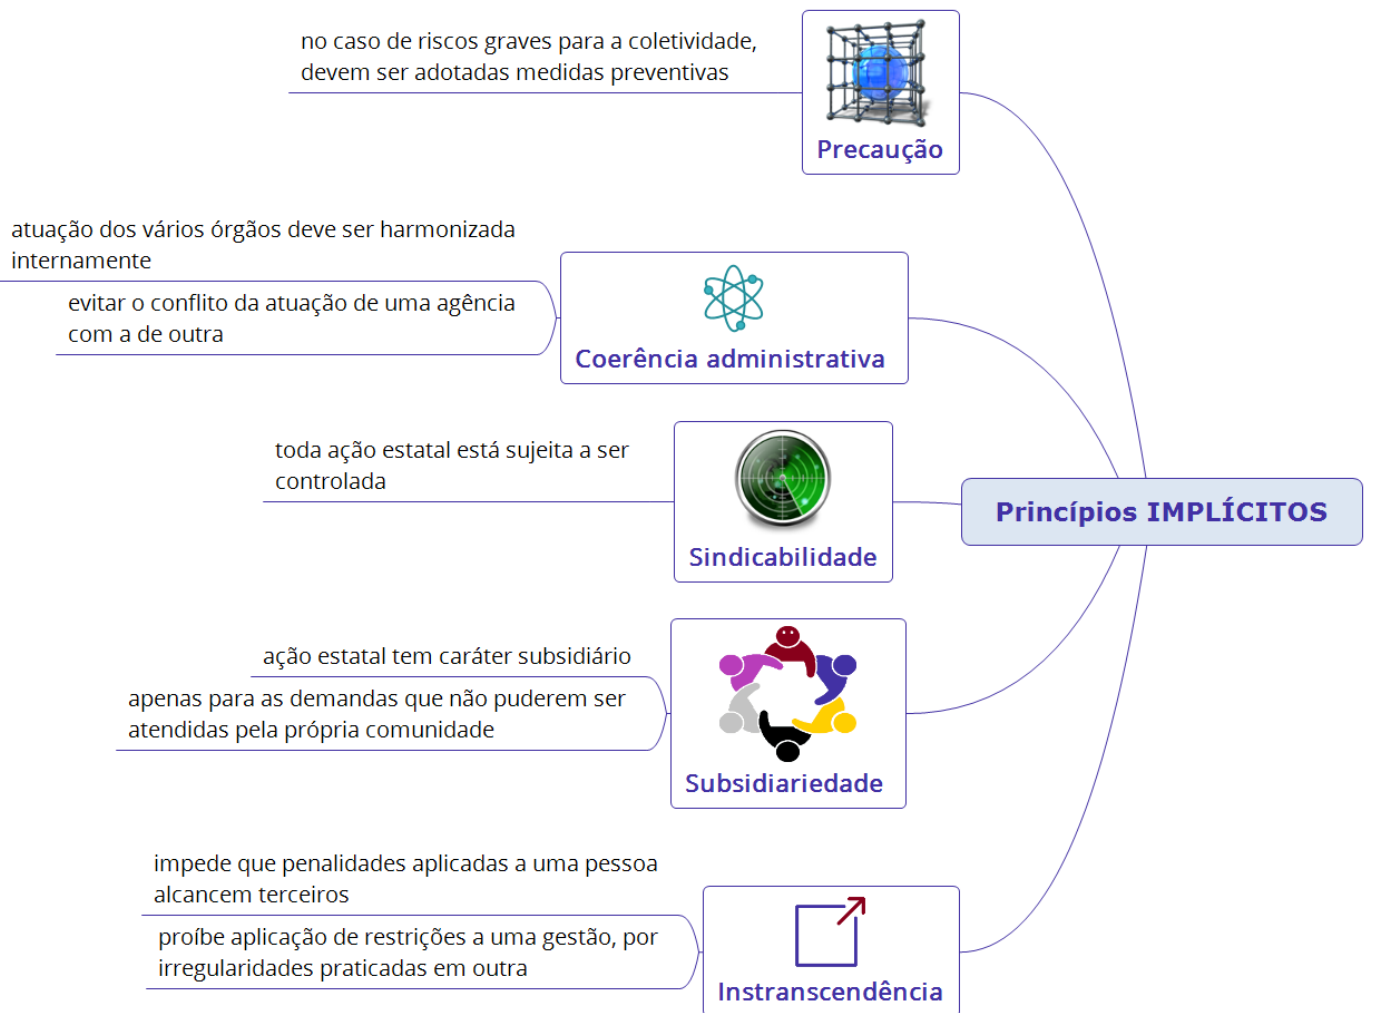 no caso de riscos graves para a coletividade,
devem ser adotadas medidas preventivas
Precaução
atuação dos vários órgãos deve ser harmonizada
internamente
evitar o conflito da atuação de uma agência
com a de outra
Coerência administrativa
toda ação estatal está sujeita a ser
controlada
Sindicabilidade
Princípios IMPLÍCITOS
ação estatal tem caráter subsidiário
apenas para as demandas que não puderem ser
atendidas pela própria comunidade
Subsidiariedade
impede que penalidades aplicadas a uma pessoa
alcancem terceiros
proíbe aplicação de restrições a uma gestão, por
irregularidades praticadas em outra
Instranscendência